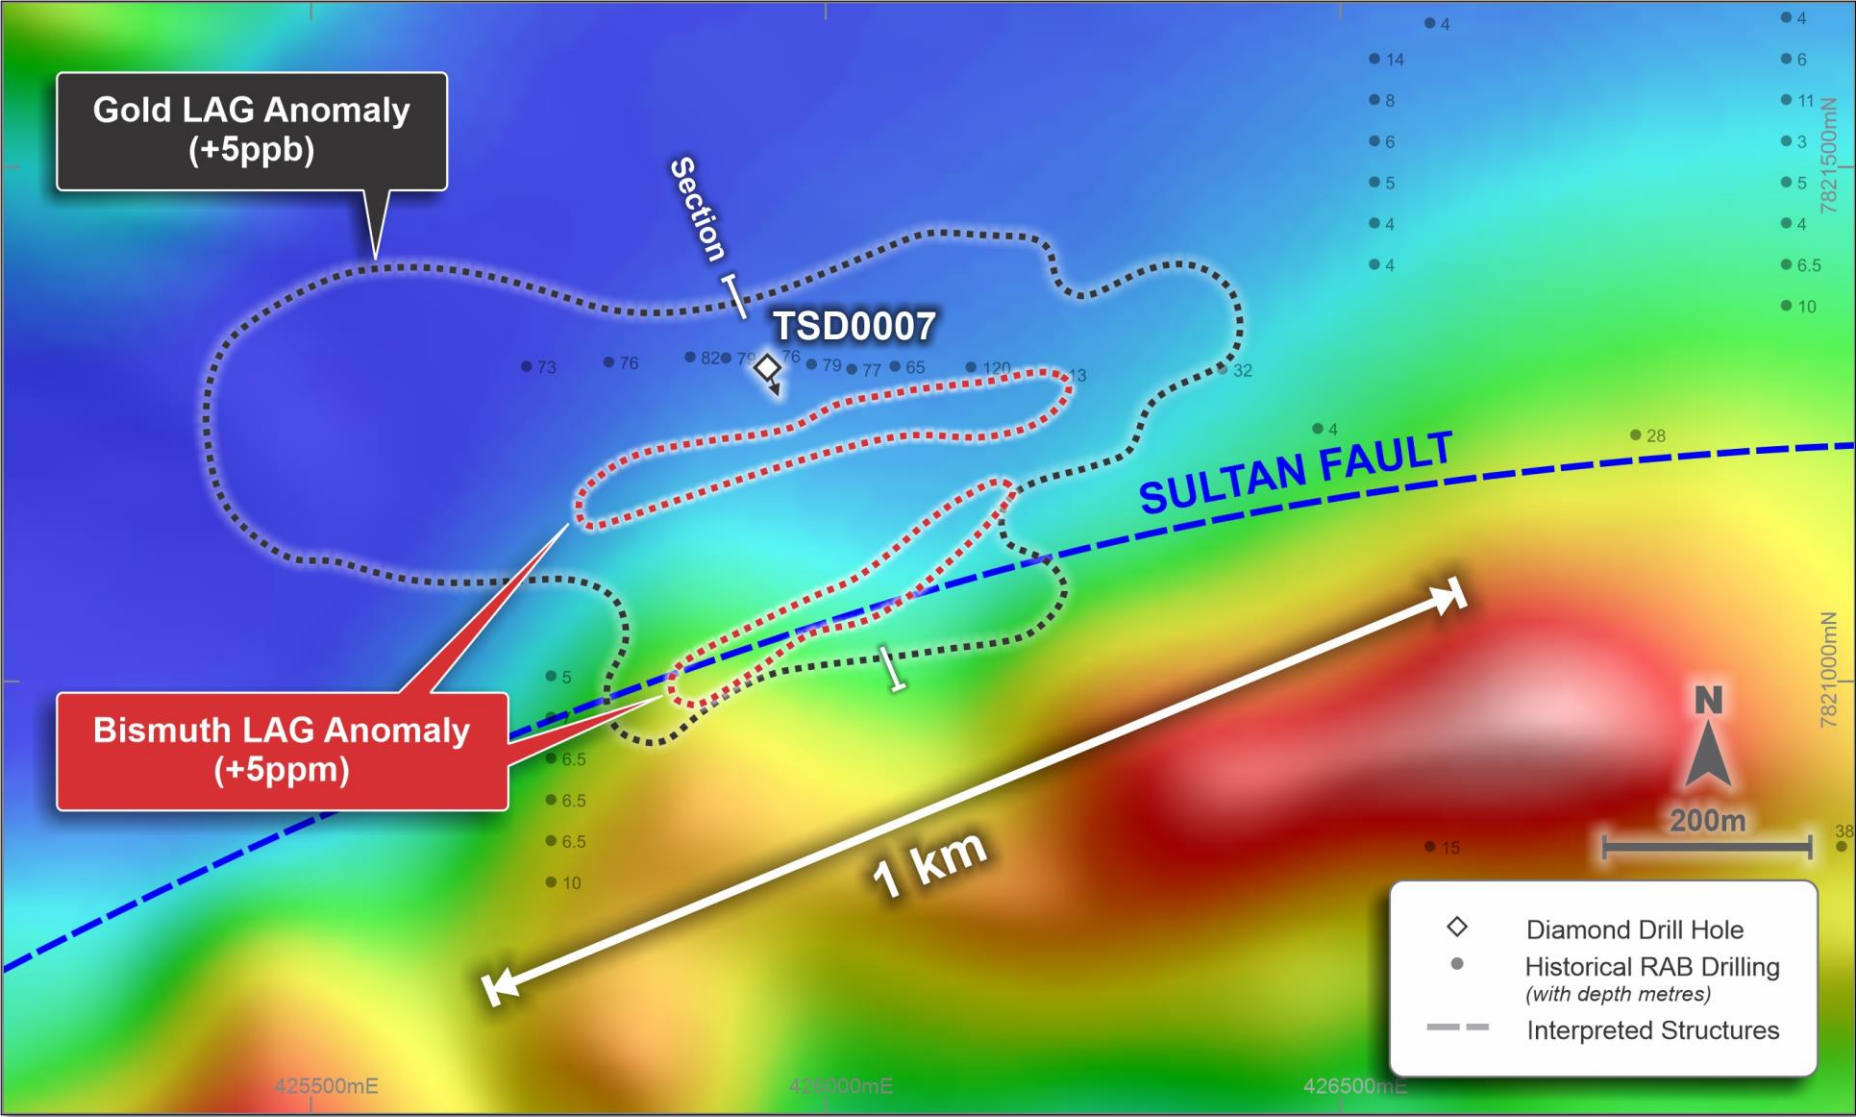 4
4
14
6
8
11
6
3
5
5
4
4
4
6.5
10
Gold LAG Anomaly
(+5ppb)
7821500mN
Section
TSD0007
73
76
82
79
76
79
77
65
120
13
32
4
28
SULTAN FAULT
5
Bismuth LAG Anomaly
(+5ppm)
6.5
6.5
6.5
10
7821000mN
N
200m
1 km
15
38
Diamond Drill Hole
Historical RAB Drilling
(with depth metres)
Interpreted Structures
425500mE
426000mE
426500mE